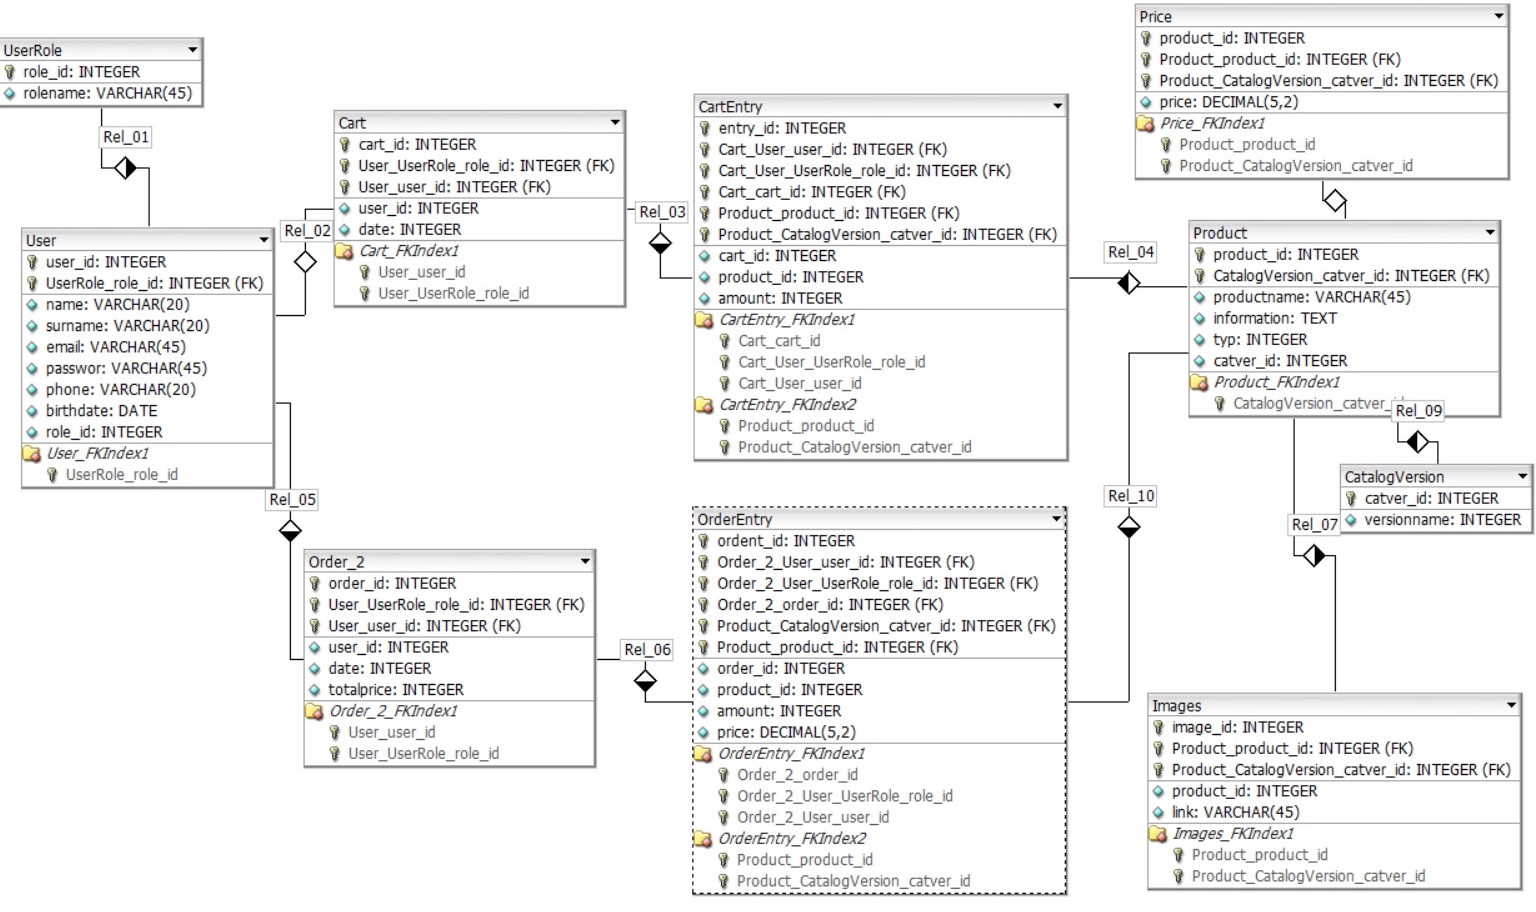 UserRole
role_id: INTEGER
rolename: VARCHAR(45)
Rel_01
User
user_id: INTEGER
UserRole_role_id: INTEGER (FK)
name: VARCHAR(20)
surname: VARCHAR(20)
email: VARCHAR(45)
passwor: VARCHAR(45)
phone: VARCHAR(20)
birthdate: DATE
role_id: INTEGER
User_FKIndex1
UserRole_role_id
Rel_02
Cart
cart_id: INTEGER
User_UserRole_role_id: INTEGER (FK)
User_user_id: INTEGER (FK)
user_id: INTEGER
date: INTEGER
Cart_FKIndex1
User_user_id
User_UserRole_role_id
Rel_03
CartEntry
entry_id: INTEGER
Cart_User_user_id: INTEGER (FK)
Cart_User_UserRole_role_id: INTEGER (FK)
Cart_cart_id: INTEGER (FK)
Product_product_id: INTEGER (FK)
Product_CatalogVersion_catver_id: INTEGER (FK)
cart_id: INTEGER
product_id: INTEGER
amount: INTEGER
CartEntry_FKIndex1
Cart_cart_id
Cart_User_UserRole_role_id
Cart_User_user_id
CartEntry_FKIndex2
Product_product_id
Product_CatalogVersion_catver_id
Rel_04
Price
product_id: INTEGER
Product_product_id: INTEGER (FK)
Product_CatalogVersion_catver_id: INTEGER (FK)
price: DECIMAL(5,2)
Price_FKIndex1
Product_product_id
Product_CatalogVersion_catver_id
Product
product_id: INTEGER
CatalogVersion_catver_id: INTEGER (FK)
productname: VARCHAR(45)
information: TEXT
typ: INTEGER
catver_id: INTEGER
Product_FKIndex1
CatalogVersion_catver_
Rel_09
CatalogVersion
catver_id: INTEGER
versionname: INTEGER
Rel_07
Rel_05
Order_2
order_id: INTEGER
User_UserRole_role_id: INTEGER (FK)
User_user_id: INTEGER (FK)
user_id: INTEGER
date: INTEGER
totalprice: INTEGER
Order_2_FKIndex1
User_user_id
User_UserRole_role_id
Rel_06
OrderEntry
ordent_id: INTEGER
Order_2_User_user_id: INTEGER (FK)
Order_2_User_UserRole_role_id: INTEGER (FK)
Order_2_order_id: INTEGER (FK)
Product_CatalogVersion_catver_id: INTEGER (FK)
Product_product_id: INTEGER (FK)
order_id: INTEGER
product_id: INTEGER
amount: INTEGER
price: DECIMAL(5,2)
OrderEntry_FKIndex1
Order_2_order_id
Order_2_User_UserRole_role_id
Order_2_User_user_id
OrderEntry_FKIndex2
Product_product_id
Product_CatalogVersion_catver_id
Rel_10
Images
image_id: INTEGER
Product_product_id: INTEGER (FK)
Product_CatalogVersion_catver_id: INTEGER (FK)
product_id: INTEGER
link: VARCHAR(45)
Images_FKIndex1
Product_product_id
Product_CatalogVersion_catver_id